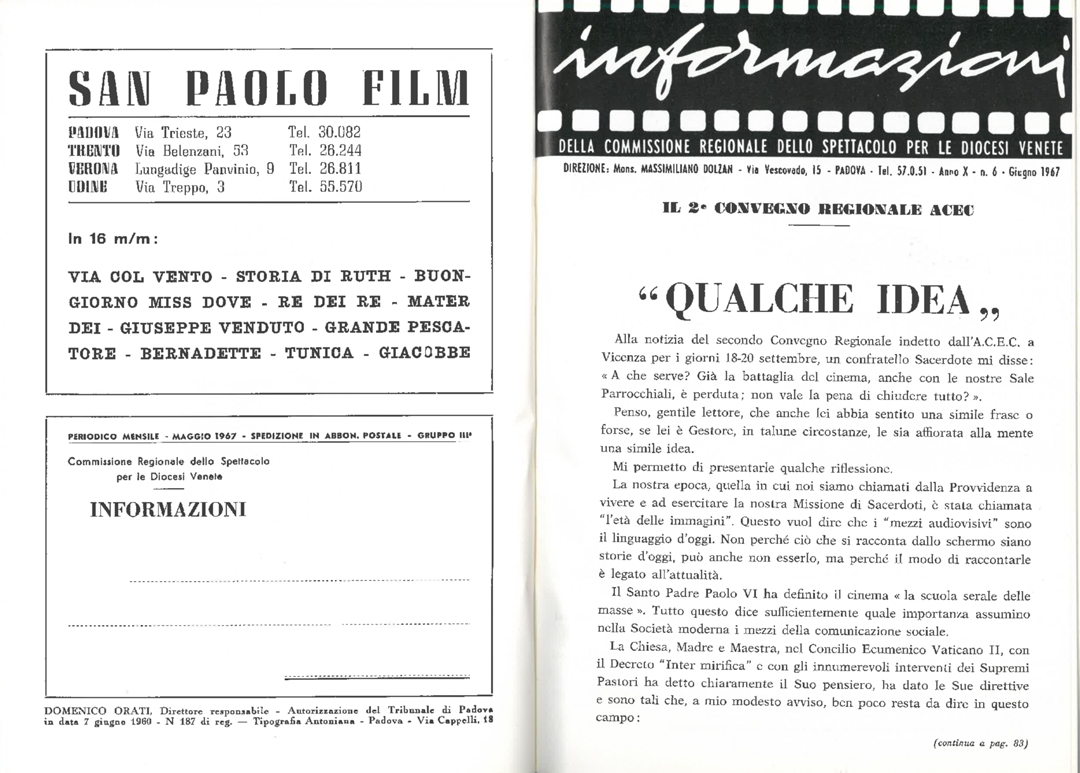 SAN PAOLO FILM
PADOVA Via Trieste, 23 Tel. 30.082
TRENTO Via Belenzani, 53 Tel. 26.244
VERONA Lungadige Panvinio, 9 Tel. 26.811
UDINE Via Treppo, 3 Tel. 55.570
In 16 m/m:
VIA COL VENTO - STORIA DI RUTH - BUON-
GIORNO MISS DOVE - RE DEI RE - MATER
DEI - GIUSEPPE VENDUTO - GRANDE PESCA-
TORE - BERNADETTE - TUNICA - GIACOBBE
PERIODICO MENSILE - MAGGIO 1967 - SPEDIZIONE IN ABBON. POSTALE - GRUPPO IIIª
Commissione Regionale dello Spettacolo
per le Diocesi Venete
INFORMAZIONI
DOMENICO ORATI, Direttore responsabile - Autorizzazione del Tribunale di Padova
in data 7 giugno 1960 - N 187 di reg. — Tipografia Antoniana - Padova - Via Cappelli, 18
informazioni
DELLA COMMISSIONE REGIONALE DELLO SPETTACOLO PER LE DIOCESI VENETE
DIREZIONE: Mons. MASSIMILIANO DOLZAN - Via Vescovado, 15 - PADOVA - Tel. 57.0.51 - Anno X - n. 6 - Giugno 1967
IL 2° CONVEGNO REGIONALE ACEC
“QUALCHE IDEA„
Alla notizia del secondo Convegno Regionale indetto dall'A.C.E.C. a
Vicenza per i giorni 18-20 settembre, un confratello Sacerdote mi disse:
« A che serve? Già la battaglia del cinema, anche con le nostre Sale
Parrocchiali, è perduta; non vale la pena di chiudere tutto? ».
Penso, gentile lettore, che anche lei abbia sentito una simile frase o
forse, se lei è Gestore, in talune circostanze, le sia affiorata alla mente
una simile idea.
Mi permetto di presentarle qualche riflessione.
La nostra epoca, quella in cui noi siamo chiamati dalla Provvidenza a
vivere e ad esercitare la nostra Missione di Sacerdoti, è stata chiamata
“l'età delle immagini”. Questo vuol dire che i “mezzi audiovisivi” sono
il linguaggio d'oggi. Non perché ciò che si racconta dallo schermo siano
storie d'oggi, può anche non esserlo, ma perché il modo di raccontarle
è legato all'attualità.
Il Santo Padre Paolo VI ha definito il cinema « la scuola serale delle
masse ». Tutto questo dice sufficientemente quale importanza assumino
nella Società moderna i mezzi della comunicazione sociale.
La Chiesa, Madre e Maestra, nel Concilio Ecumenico Vaticano II, con
il Decreto “Inter mirifica” e con gli innumerevoli interventi dei Supremi
Pastori ha detto chiaramente il Suo pensiero, ha dato le Sue direttive
e sono tali che, a mio modesto avviso, ben poco resta da dire in questo
campo:
(continua a pag. 83)